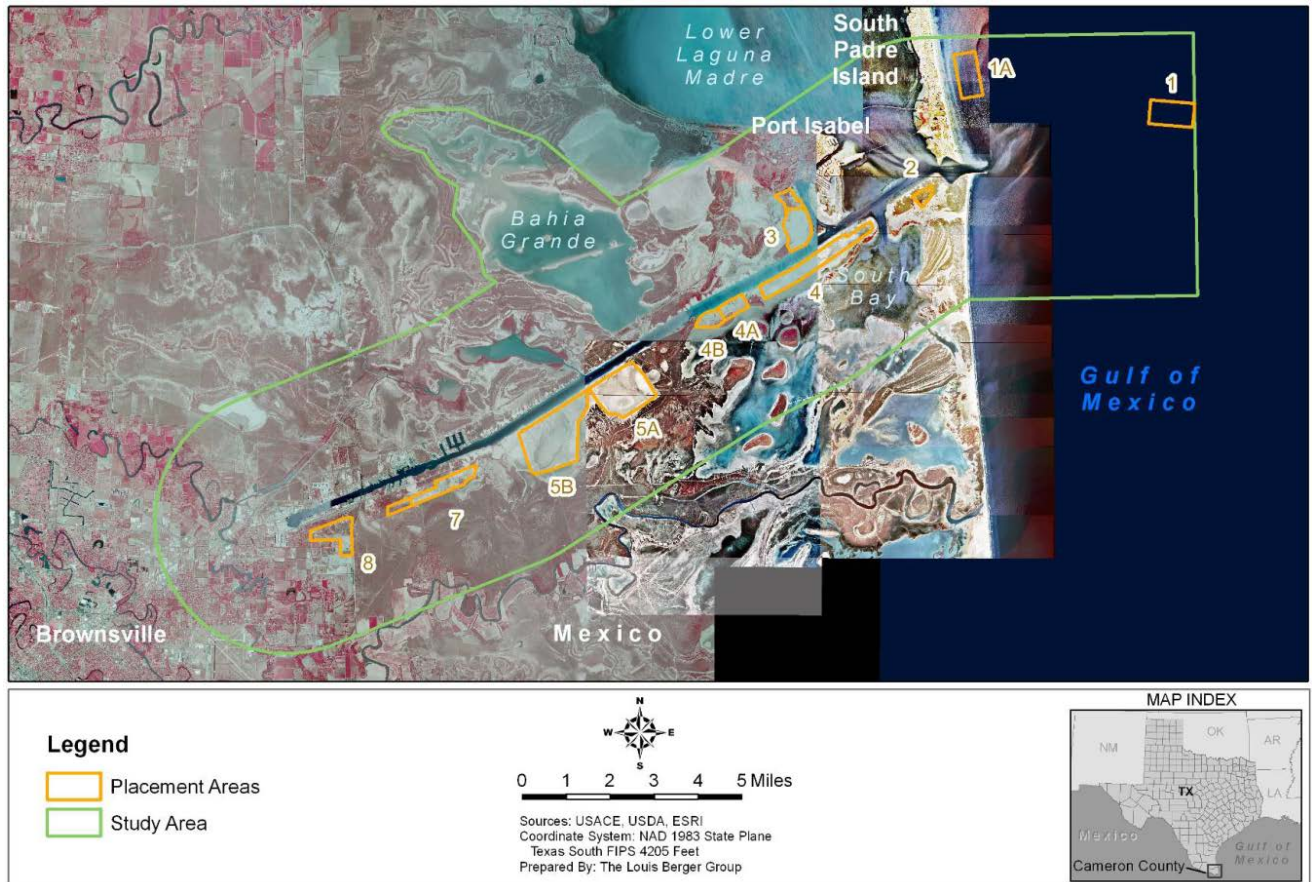 Lower
Laguna
Madre
South
Padre
Island
1A
1
Port Isabel
2
Bahia
Grande
3
South
Bay
4
4A
4B
Gulf of
Mexico
5A
5B
7
8
Brownsville
Mexico
Legend
Placement Areas
Study Area
N
W
E
S
0 1 2 3 4 5 Miles
Sources: USACE, USDA, ESRI
Coordinate System: NAD 1983 State Plane
Texas South FIPS 4205 Feet
Prepared By: The Louis Berger Group
MAP INDEX
NM
OK
AR
TX
LA
Mexico
Gulf of
Mexico
Cameron County